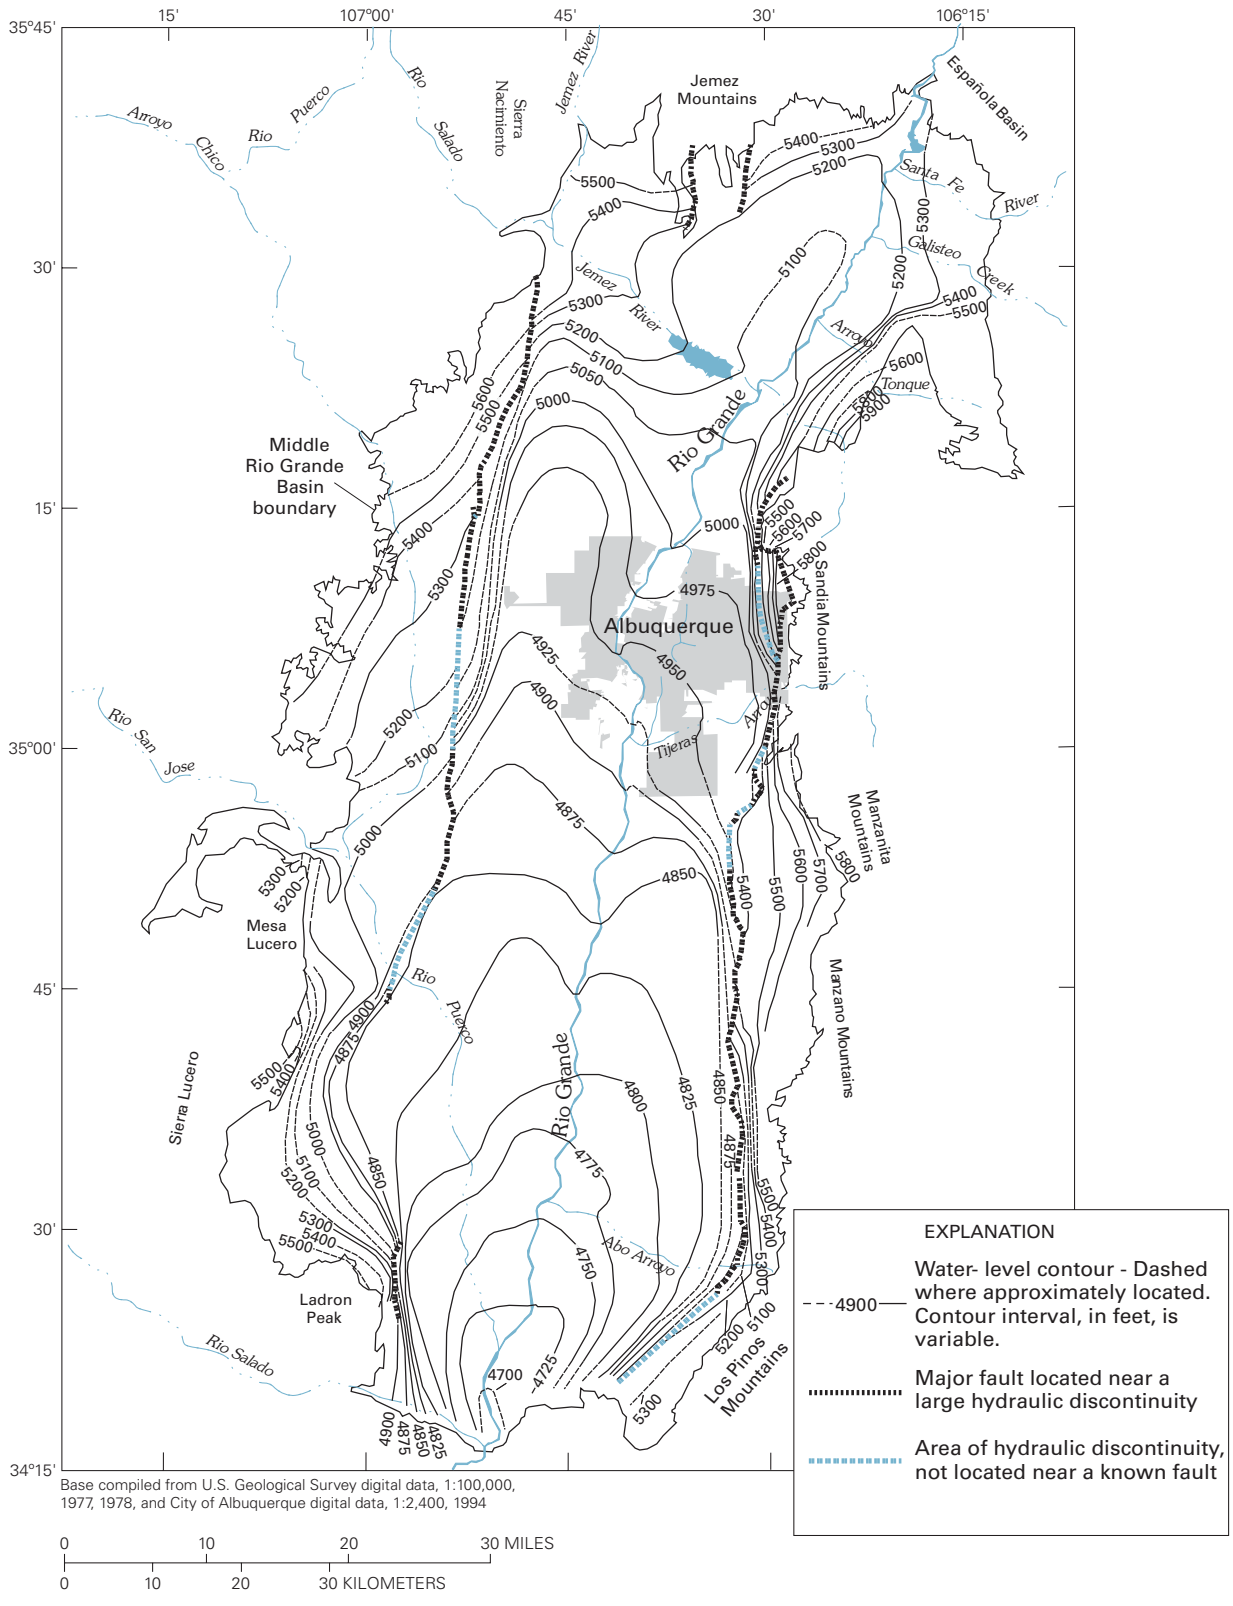 15'
107°00'
45'
30'
106°15'
35°45'
30'
15'
35°00'
45'
30'
34°15'
Arroyo
Chico
Rio
Puerco
Rio
Salado
Sierra
Nacimiento
Jemez River
Jemez
Mountains
Española Basin
Santa Fe
River
Galisteo
Creek
Jemez
River
Arroyo
Tonque
Rio Grande
Middle
Rio Grande
Basin
boundary
Albuquerque
Sandia Mountains
Arroyo
Tijeras
Rio San
Jose
Manzanita
Mountains
Mesa
Lucero
Rio
Puerco
Manzano Mountains
Sierra Lucero
Rio Grande
Abo Arroyo
Ladron
Peak
Rio Salado
Los Pinos
Mountains
5400
5300
5200
5500
5400
5300
5100
5200
5400
5500
5300
5200
5100
5050
5000
5600
5500
5600
5800
5900
5400
5300
5000
5500
5600
5700
5800
4975
4950
4925
4900
5200
5100
5000
4875
4850
5400
5500
5600
5700
5800
5300
5200
4900
4875
5500
5400
4800
4825
4850
4875
5000
5100
5200
4850
4775
5300
5400
5500
4750
5500
5400
5300
5100
5200
5300
4700
4725
4900
4875
4850
4825
EXPLANATION
4900
Water- level contour - Dashed
where approximately located.
Contour interval, in feet, is
variable.
Major fault located near a
large hydraulic discontinuity
Area of hydraulic discontinuity,
not located near a known fault
Base compiled from U.S. Geological Survey digital data, 1:100,000,
1977, 1978, and City of Albuquerque digital data, 1:2,400, 1994
0 10 20 30 MILES
0 10 20 30 KILOMETERS